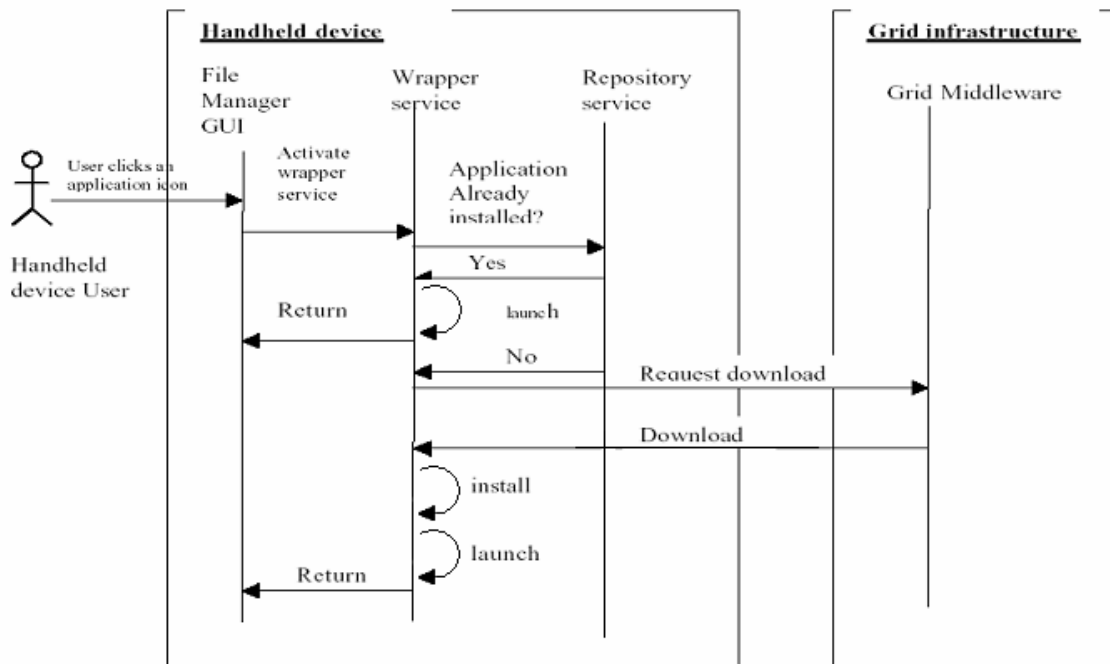 Handheld device
Grid infrastructure
File
Manager
GUI
Wrapper
service
Repository
service
Grid Middleware
User clicks an
application icon
Activate
wrapper
service
Application
Already
installed?
Handheld
device User
Yes
launch
Return
No
Request download
Download
install
launch
Return